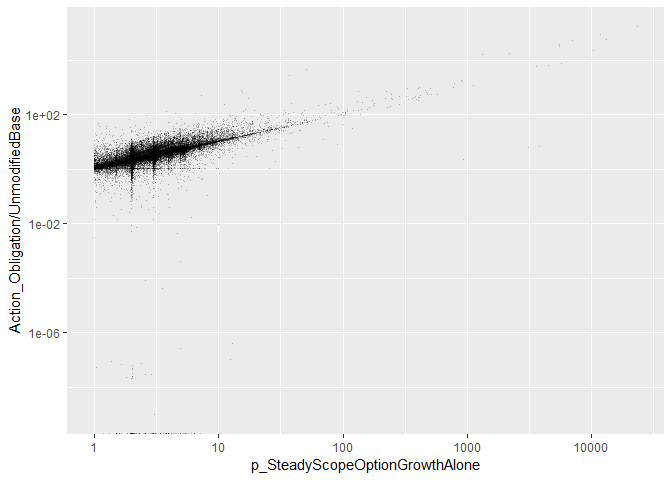 Action_Obligation/UnmodifiedBase
1e+02
1e-02
1e-06
1 10 100 1000 10000
p_SteadyScopeOptionGrowthAlone